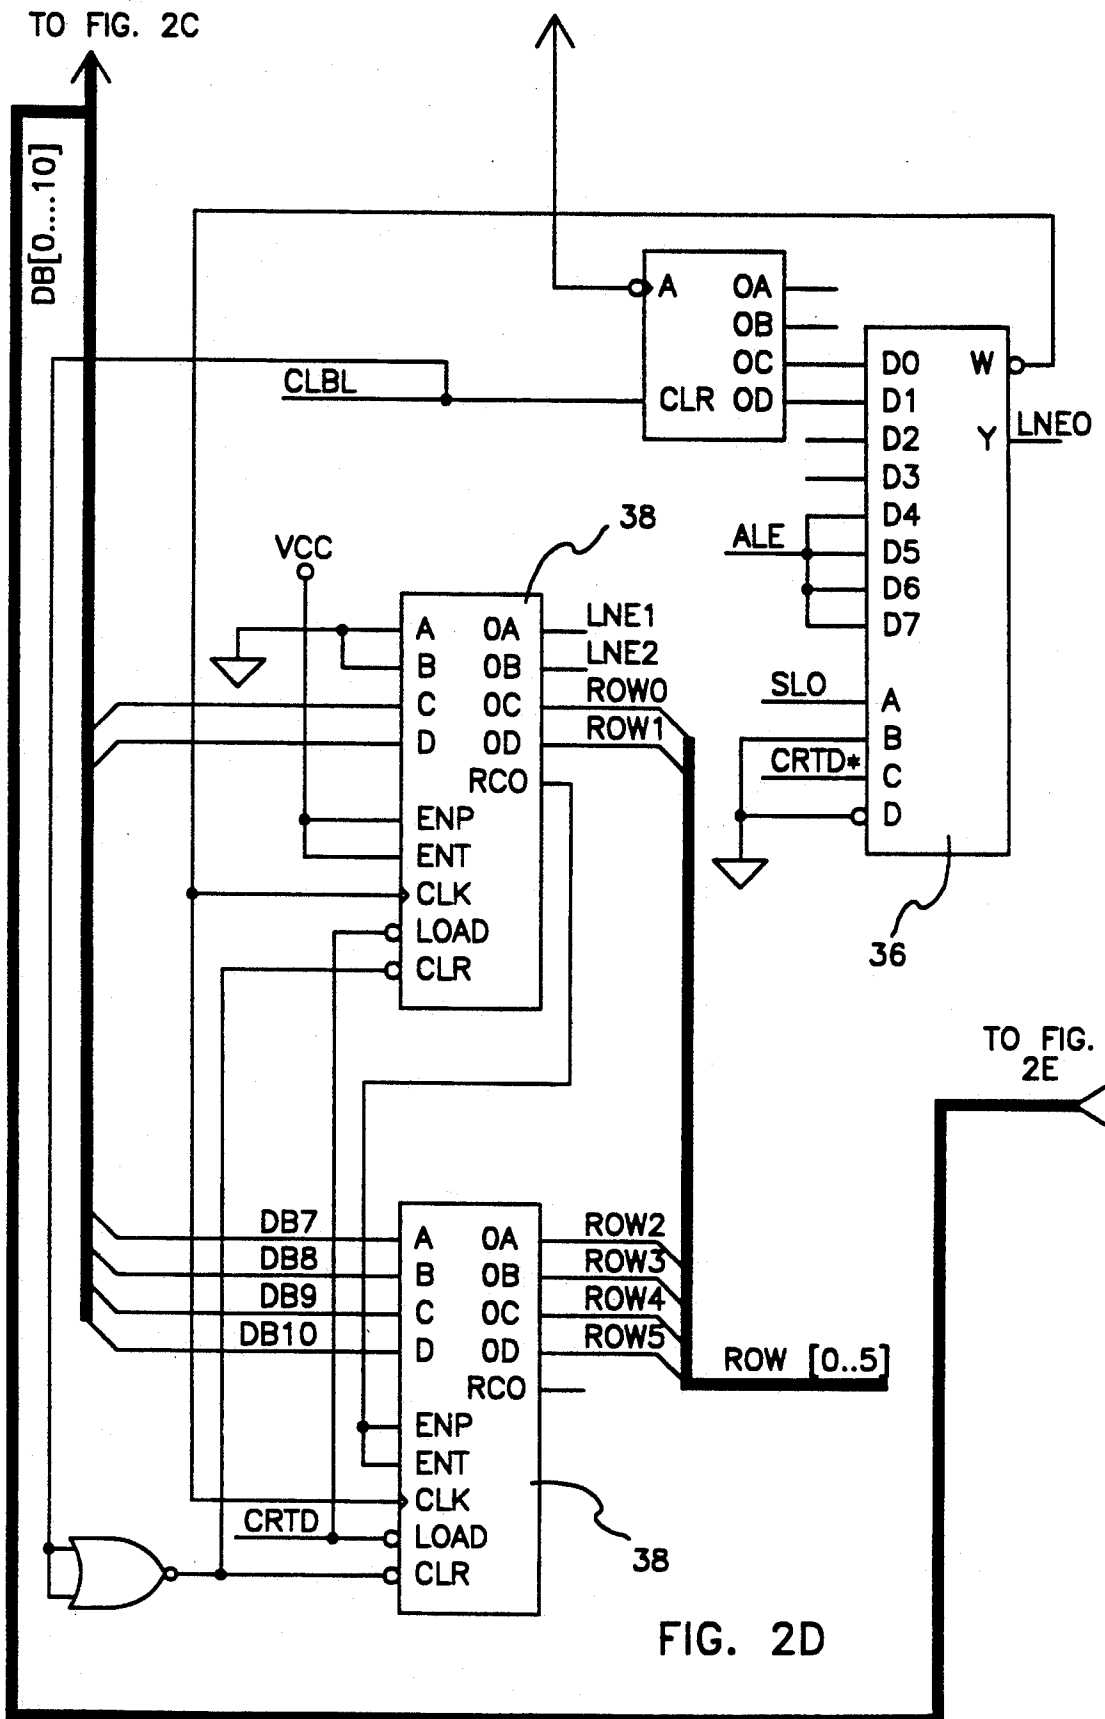 TO FIG. 2C
DB[0....10]
A OA
OB
OC
CLR OD
CLBL
D0 W
D1
D2 Y LNE0
D3
D4
D5
D6
D7
ALE
SL0 A
B
CRTD* C
D
36
38
VCC
A OA LNE1
B OB LNE2
C OC ROW0
D OD ROW1
RCO
ENP
ENT
CLK
LOAD
CLR
TO FIG.
2E
DB7 A OA ROW2
DB8 B OB ROW3
DB9 C OC ROW4
DB10 D OD ROW5
RCO
ROW [0..5]
ENP
ENT
CLK
CRTD LOAD
CLR
38
FIG. 2D